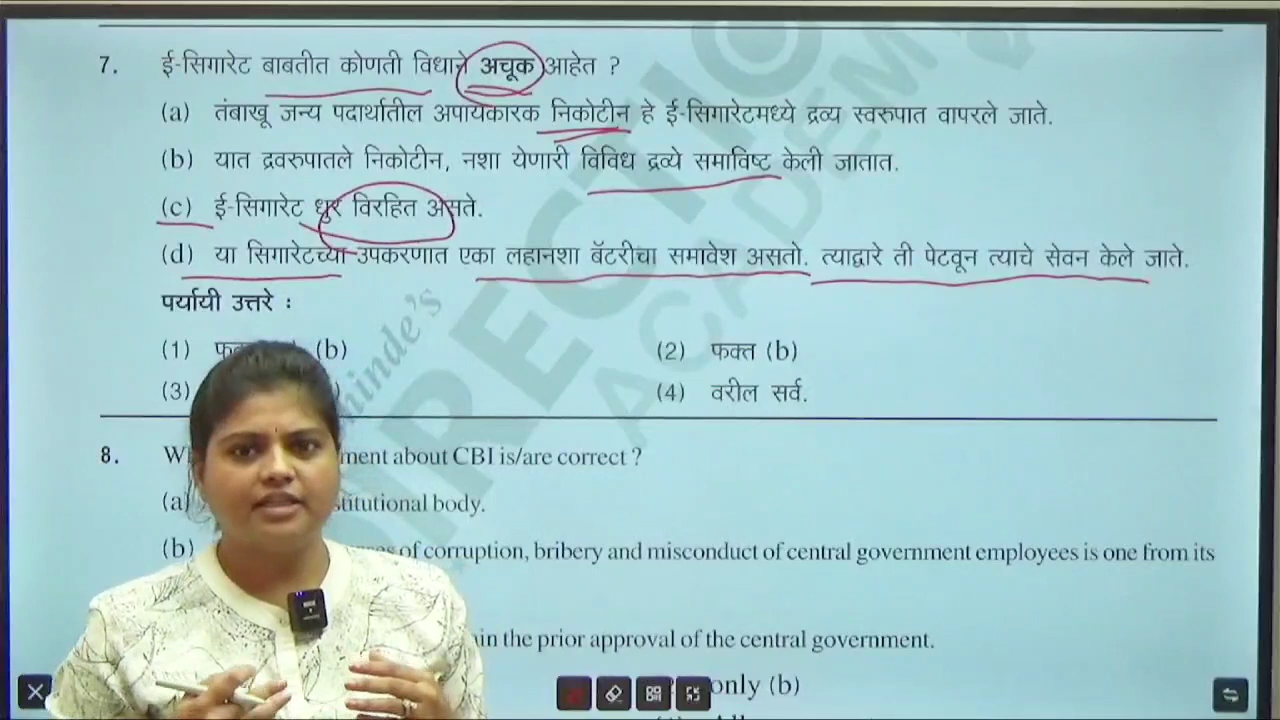 7. ई-सिगारेट बाबतीत कोणती विधाने अचूक आहेत ?
(a) तंबाखू जन्य पदार्थातील अपायकारक निकोटीन हे ई-सिगारेटमध्ये द्रव्य स्वरुपात वापरले जाते.
(b) यात द्रवरुपातले निकोटीन, नशा येणारी विविध द्रव्ये समाविष्ट केली जातात.
(c) ई-सिगारेट धुर विरहित असते.
(d) या सिगारेटच्या उपकरणात एका लहानशा बॅटरीचा समावेश असतो. त्याद्वारे ती पेटवून त्याचे सेवन केले जाते.
पर्यायी उत्तरे :
(1) (b) (2) फक्त (b)
(3) (4) वरील सर्व.
8. about CBI is/are correct ?
(a) body.
(b) of corruption, bribery and misconduct of central government employees is one from its
the prior approval of the central government.
only (b)
DIRECTION
ACADEMY